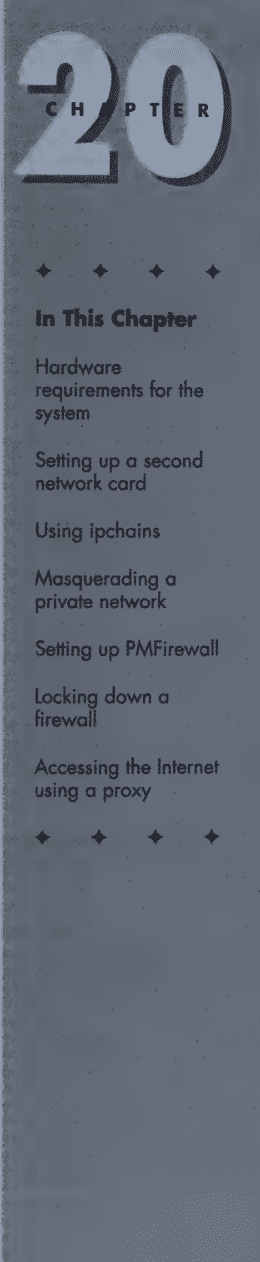 20
CHAPTER
In This Chapter
Hardware
requirements for the
system
Setting up a second
network card
Using ipchains
Masquerading a
private network
Setting up PMFirewall
Locking down a
firewall
Accessing the Internet
using a proxy